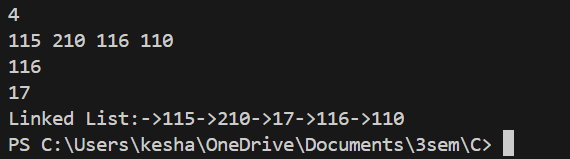 4
115 210 116 110
116
17
Linked List:->115->210->17->116->110
PS C:\Users\kesha\OneDrive\Documents\3sem\C>